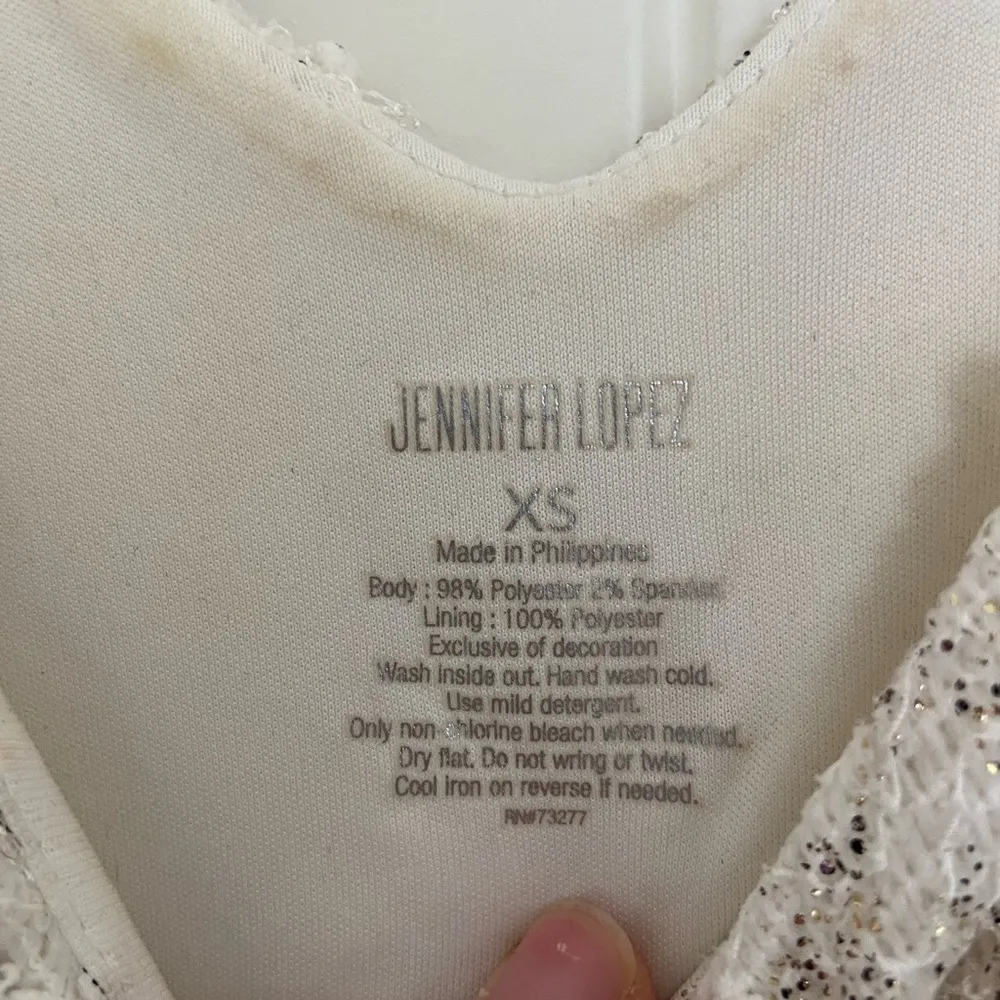 JENNIFER LOPEZ
XS
Made in Philippines
Body : 98% Polyester 2% Spandex
Lining : 100% Polyester
Exclusive of decoration
Wash inside out. Hand wash cold.
Use mild detergent.
Only non-chlorine bleach when needed.
Dry flat. Do not wring or twist.
Cool iron on reverse if needed.
RN#73277